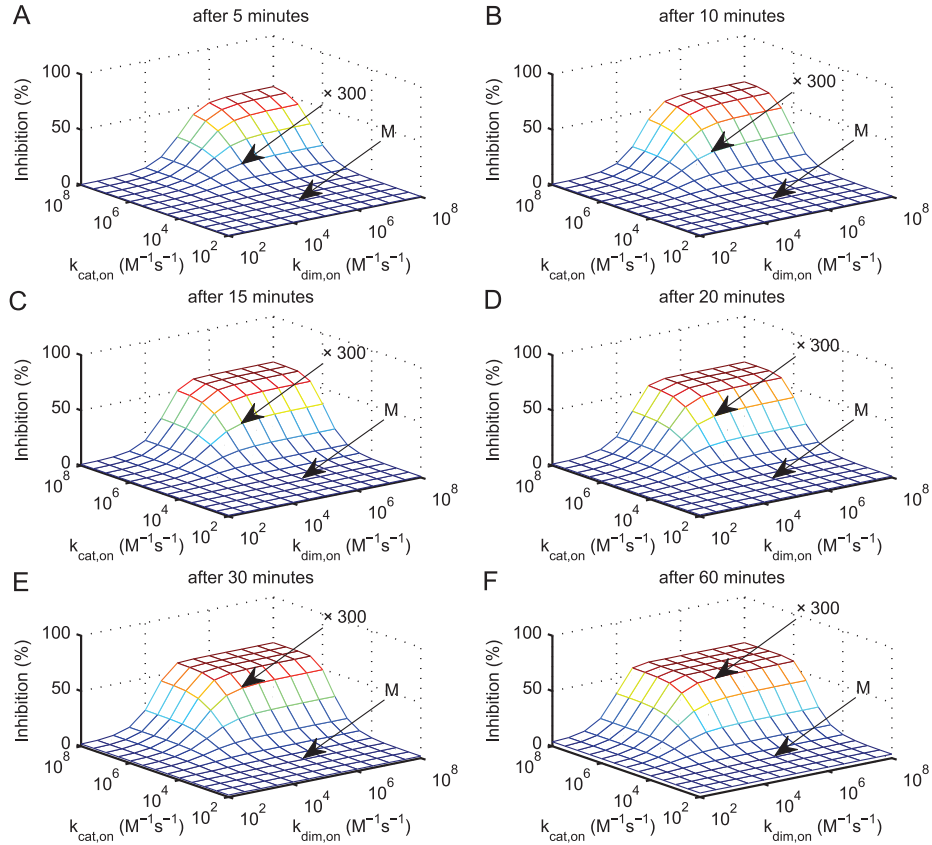 A
after 5 minutes
Inhibition (%)
100
50
0
10^8
10^6
10^4
10^2
k_cat,on (M⁻¹s⁻¹)
10^2
10^4
10^6
10^8
k_dim,on (M⁻¹s⁻¹)
× 300
M
B
after 10 minutes
Inhibition (%)
100
50
0
10^8
10^6
10^4
10^2
k_cat,on (M⁻¹s⁻¹)
10^2
10^4
10^6
10^8
k_dim,on (M⁻¹s⁻¹)
× 300
M
C
after 15 minutes
Inhibition (%)
100
50
0
10^8
10^6
10^4
10^2
k_cat,on (M⁻¹s⁻¹)
10^2
10^4
10^6
10^8
k_dim,on (M⁻¹s⁻¹)
× 300
M
D
after 20 minutes
Inhibition (%)
100
50
0
10^8
10^6
10^4
10^2
k_cat,on (M⁻¹s⁻¹)
10^2
10^4
10^6
10^8
k_dim,on (M⁻¹s⁻¹)
× 300
M
E
after 30 minutes
Inhibition (%)
100
50
0
10^8
10^6
10^4
10^2
k_cat,on (M⁻¹s⁻¹)
10^2
10^4
10^6
10^8
k_dim,on (M⁻¹s⁻¹)
× 300
M
F
after 60 minutes
Inhibition (%)
100
50
0
10^8
10^6
10^4
10^2
k_cat,on (M⁻¹s⁻¹)
10^2
10^4
10^6
10^8
k_dim,on (M⁻¹s⁻¹)
× 300
M